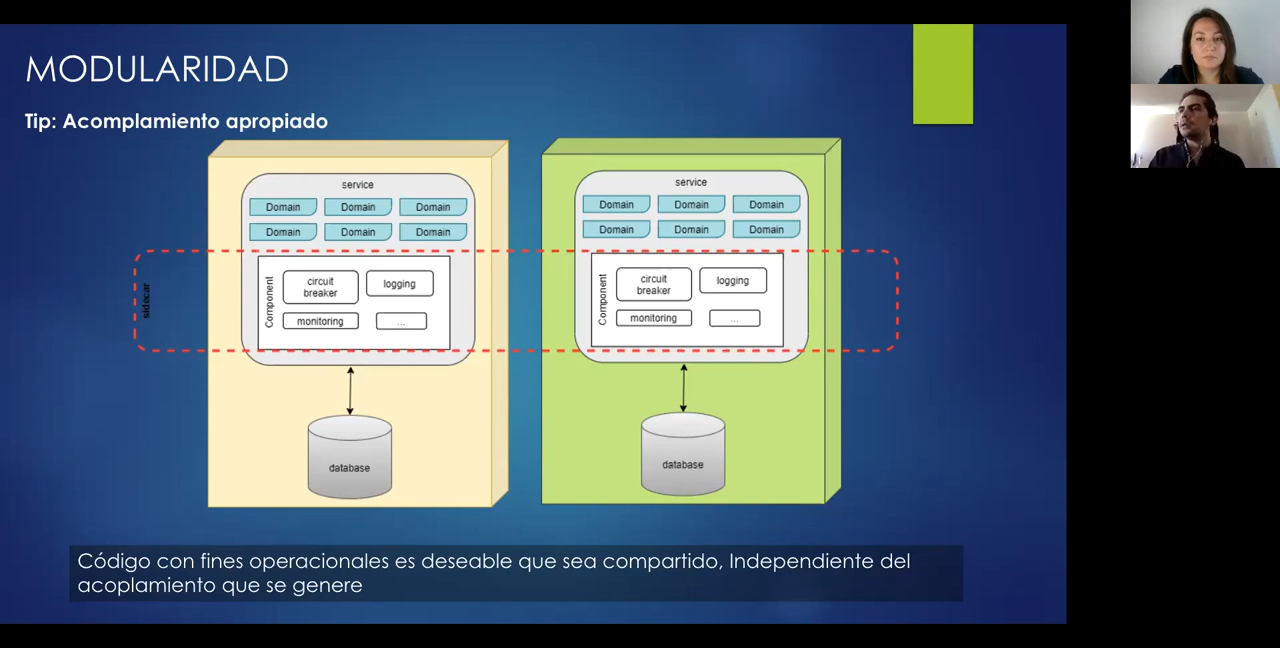 MODULARIDAD
Tip: Acomplamiento apropiado
service
Domain Domain Domain
Domain Domain Domain
sidecar
Component
circuit
breaker
logging
monitoring
...
database
service
Domain Domain Domain
Domain Domain Domain
Component
circuit
breaker
logging
monitoring
...
database
Código con fines operacionales es deseable que sea compartido, Independiente del
acoplamiento que se genere